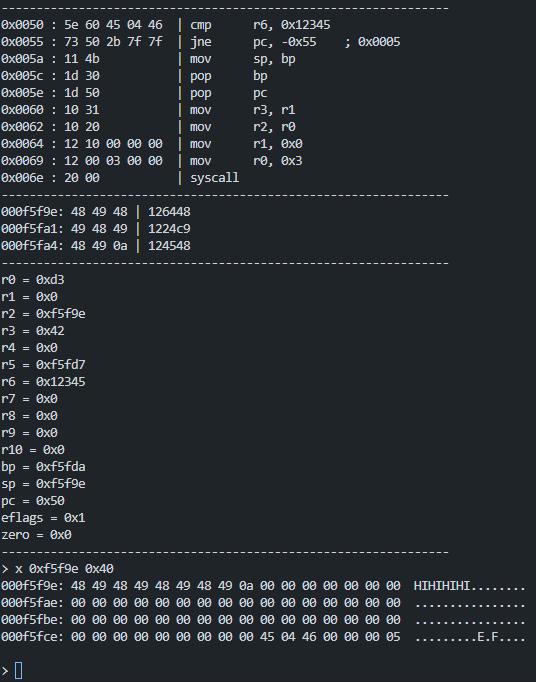 ----------------------------------------------------------------
0x0050 : 5e 60 45 04 46 | cmp r6, 0x12345
0x0055 : 73 50 2b 7f 7f | jne pc, -0x55 ; 0x0005
0x005a : 11 4b | mov sp, bp
0x005c : 1d 30 | pop bp
0x005e : 1d 50 | pop pc
0x0060 : 10 31 | mov r3, r1
0x0062 : 10 20 | mov r2, r0
0x0064 : 12 10 00 00 00 | mov r1, 0x0
0x0069 : 12 00 03 00 00 | mov r0, 0x3
0x006e : 20 00 | syscall
----------------------------------------------------------------
000f5f9e: 48 49 48 | 126448
000f5fa1: 49 48 49 | 1224c9
000f5fa4: 48 49 0a | 124548
----------------------------------------------------------------
r0 = 0xd3
r1 = 0x0
r2 = 0xf5f9e
r3 = 0x42
r4 = 0x0
r5 = 0xf5fd7
r6 = 0x12345
r7 = 0x0
r8 = 0x0
r9 = 0x0
r10 = 0x0
bp = 0xf5fda
sp = 0xf5f9e
pc = 0x50
eflags = 0x1
zero = 0x0
----------------------------------------------------------------
> x 0xf5f9e 0x40
000f5f9e: 48 49 48 49 48 49 48 49 0a 00 00 00 00 00 00 00 HIHIHIHI........
000f5fae: 00 00 00 00 00 00 00 00 00 00 00 00 00 00 00 00 ................
000f5fbe: 00 00 00 00 00 00 00 00 00 00 00 00 00 00 00 00 ................
000f5fce: 00 00 00 00 00 00 00 00 00 45 04 46 00 00 00 05 .........E.F....
>